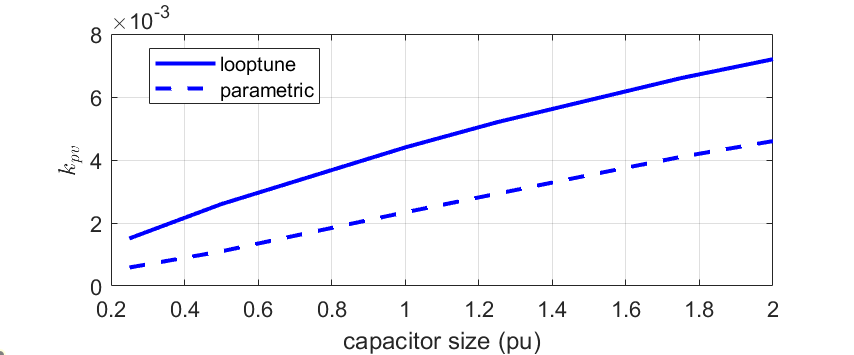 ×10⁻³
8
6
4
2
0
k_pv
looptune
parametric
0.2 0.4 0.6 0.8 1 1.2 1.4 1.6 1.8 2
capacitor size (pu)